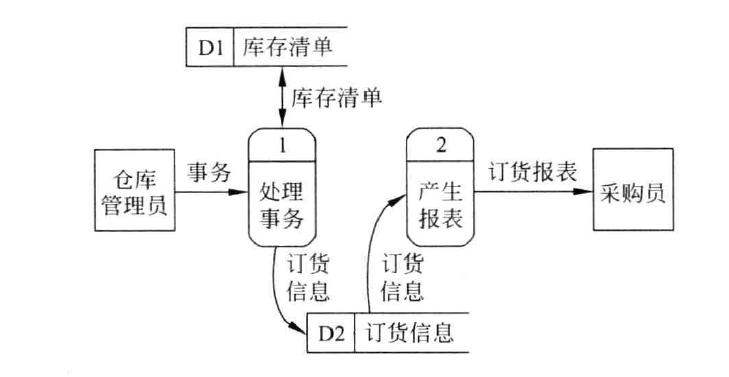 D1 库存清单
库存清单
1
2
仓库
管理员
事务
处理
事务
产生
报表
订货报表
采购员
订货
信息
订货
信息
D2 订货信息